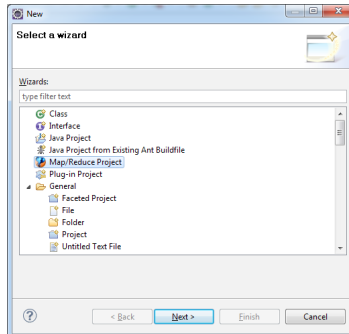 New
Select a wizard
Wizards:
type filter text
Class
Interface
Java Project
Java Project from Existing Ant Buildfile
Map/Reduce Project
Plug-in Project
General
Faceted Project
File
Folder
Project
Untitled Text File
< Back Next > Finish Cancel